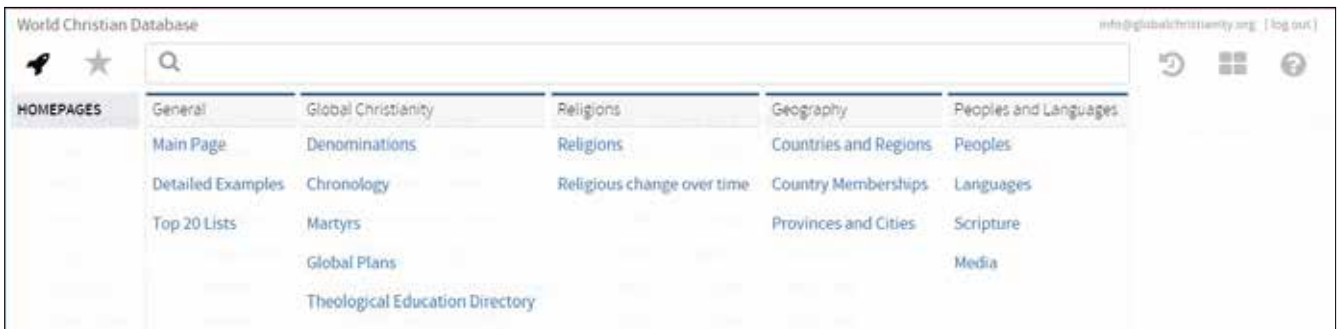 World Christian Database
info@globalchristianity.org [log out]
HOMEPAGES
General
Main Page
Detailed Examples
Top 20 Lists
Global Christianity
Denominations
Chronology
Martyrs
Global Plans
Theological Education Directory
Religions
Religions
Religious change over time
Geography
Countries and Regions
Country Memberships
Provinces and Cities
Peoples and Languages
Peoples
Languages
Scripture
Media